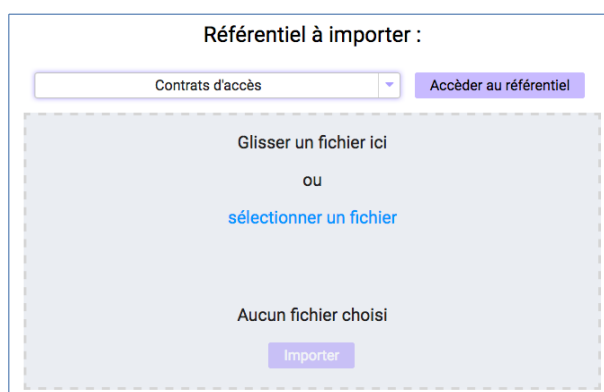 Référentiel à importer :
Contrats d'accès
Accèder au référentiel
Glisser un fichier ici
ou
sélectionner un fichier
Aucun fichier choisi
Importer